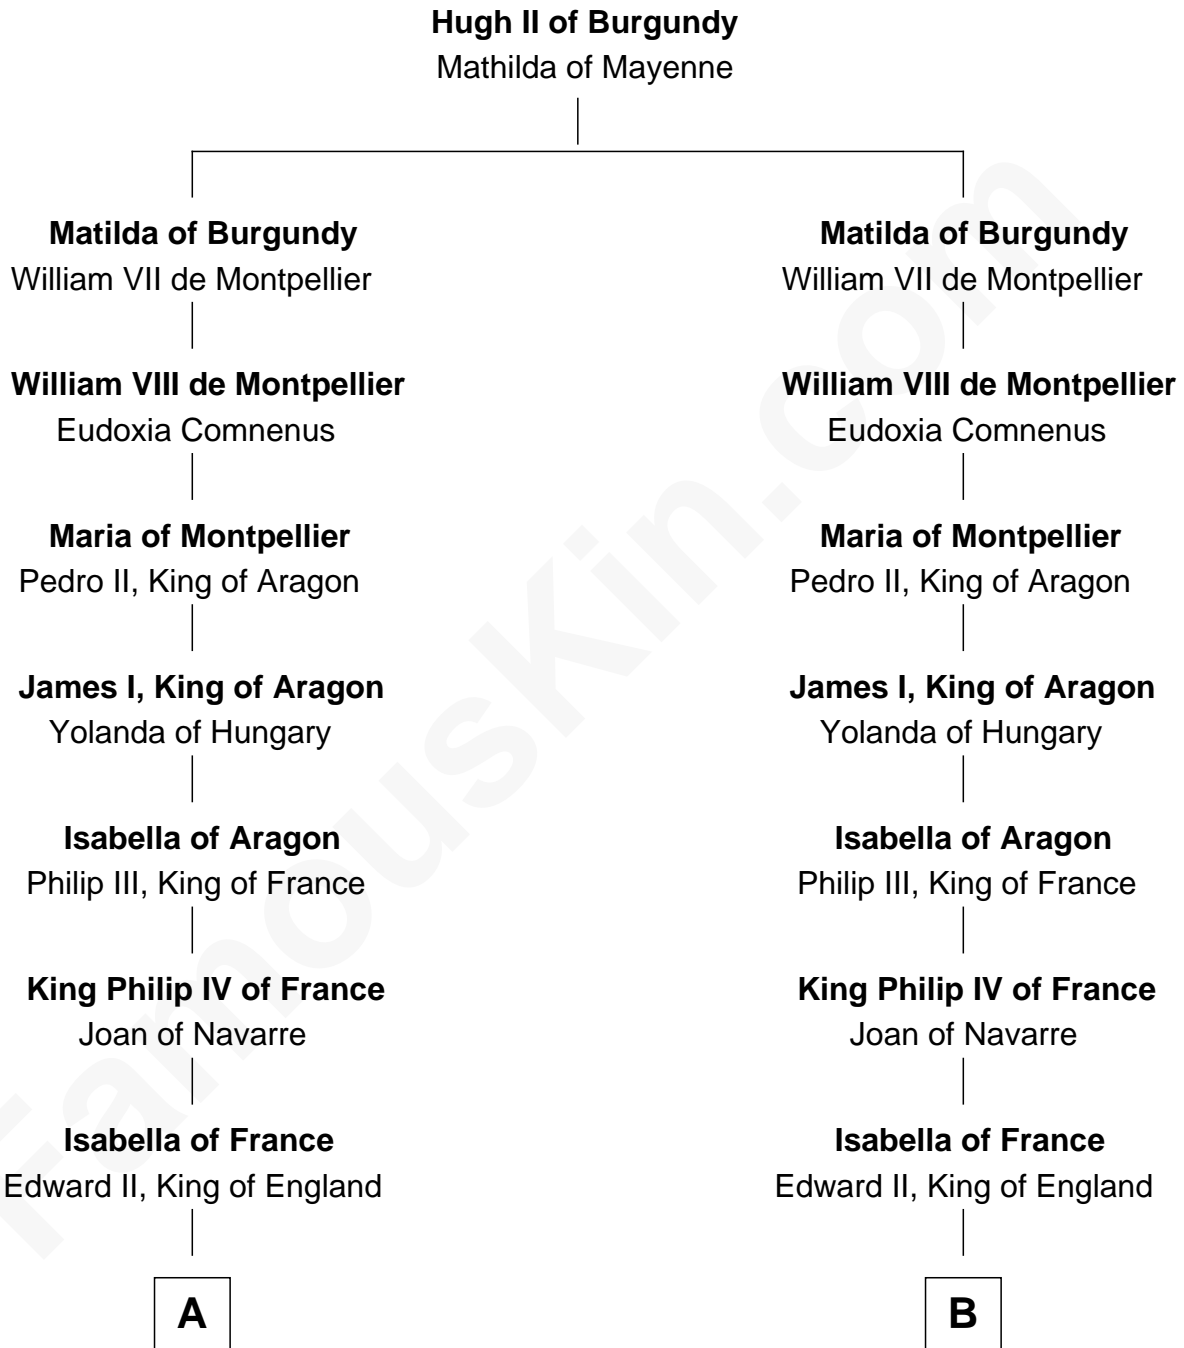 Hugh II of Burgundy
Mathilda of Mayenne
Matilda of Burgundy
William VII de Montpellier
William VIII de Montpellier
Eudoxia Comnenus
Maria of Montpellier
Pedro II, King of Aragon
James I, King of Aragon
Yolanda of Hungary
Isabella of Aragon
Philip III, King of France
King Philip IV of France
Joan of Navarre
Isabella of France
Edward II, King of England
A
Matilda of Burgundy
William VII de Montpellier
William VIII de Montpellier
Eudoxia Comnenus
Maria of Montpellier
Pedro II, King of Aragon
James I, King of Aragon
Yolanda of Hungary
Isabella of Aragon
Philip III, King of France
King Philip IV of France
Joan of Navarre
Isabella of France
Edward II, King of England
B
FamousKin.com